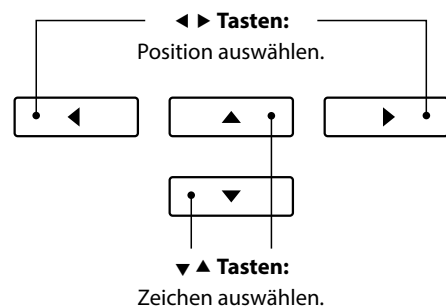 ◀ ▶ Tasten:
Position auswählen.
▼ ▲ Tasten:
Zeichen auswählen.